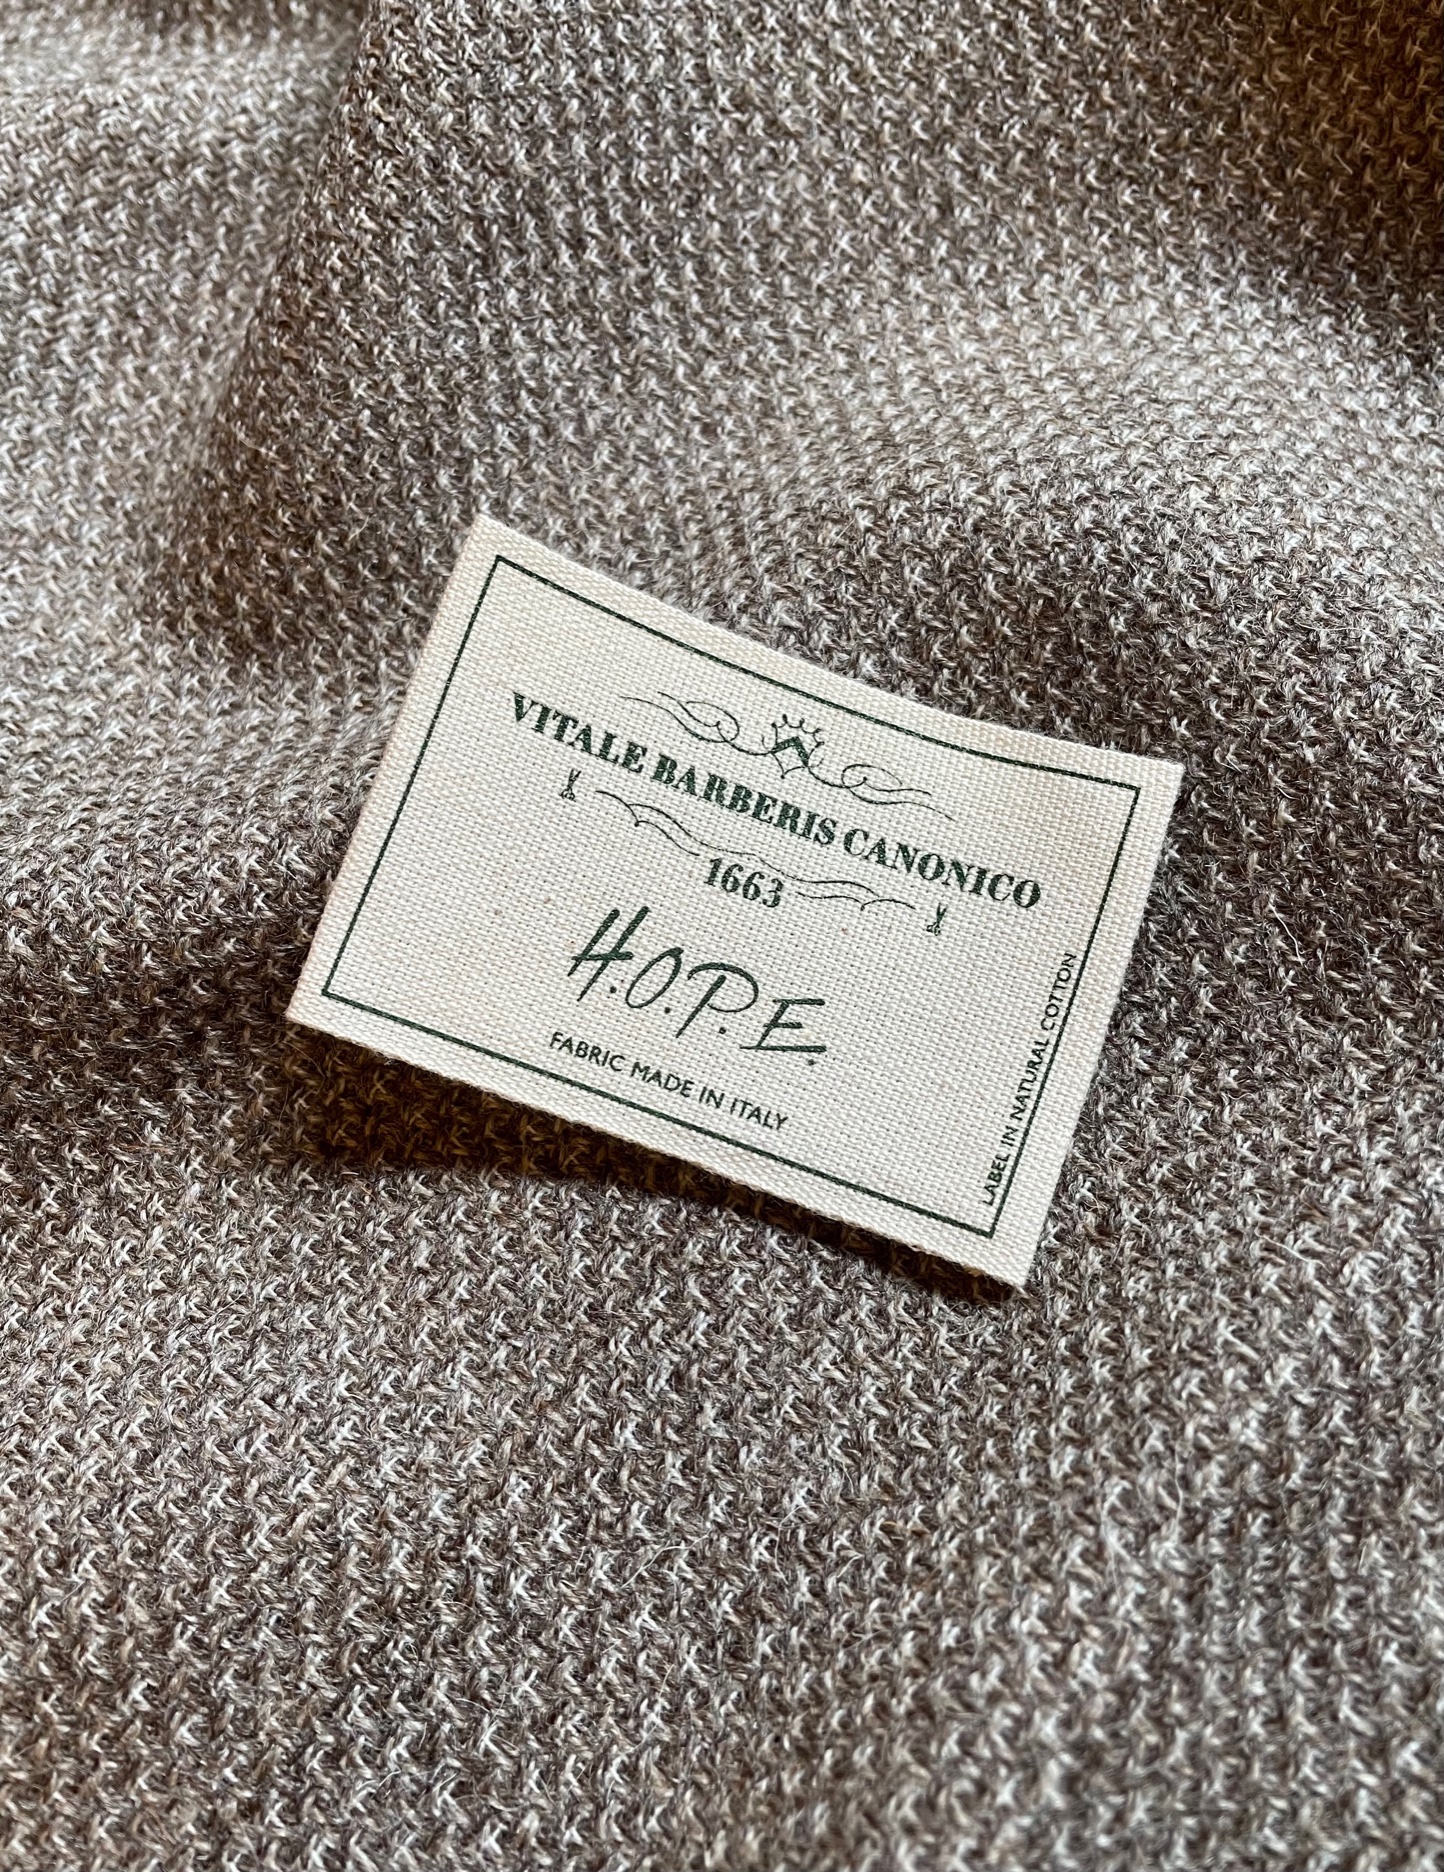 VITALE BARBERIS CANONICO
1663
H.O.P.E.
FABRIC MADE IN ITALY
LABEL IN NATURAL COTTON